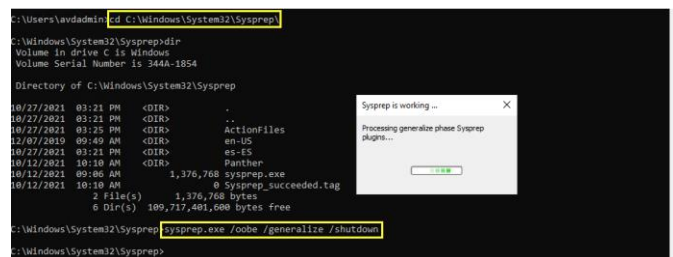 C:\Users\avdadmin>cd C:\Windows\System32\Sysprep\
C:\Windows\System32\Sysprep>dir
Volume in drive C is Windows
Volume Serial Number is 344A-1854
Directory of C:\Windows\System32\Sysprep
10/27/2021 03:21 PM <DIR> .
10/27/2021 03:21 PM <DIR> ..
10/27/2021 03:25 PM <DIR> ActionFiles
12/07/2019 09:49 AM <DIR> en-US
10/27/2021 03:21 PM <DIR> es-ES
10/12/2021 10:10 AM <DIR> Panther
10/12/2021 09:06 AM 1,376,768 sysprep.exe
10/12/2021 10:10 AM 0 Sysprep_succeeded.tag
2 File(s) 1,376,768 bytes
6 Dir(s) 109,717,401,600 bytes free
C:\Windows\System32\Sysprep>sysprep.exe /oobe /generalize /shutdown
C:\Windows\System32\Sysprep>
Sysprep is working ...
Processing generalize phase Sysprep
plugins...